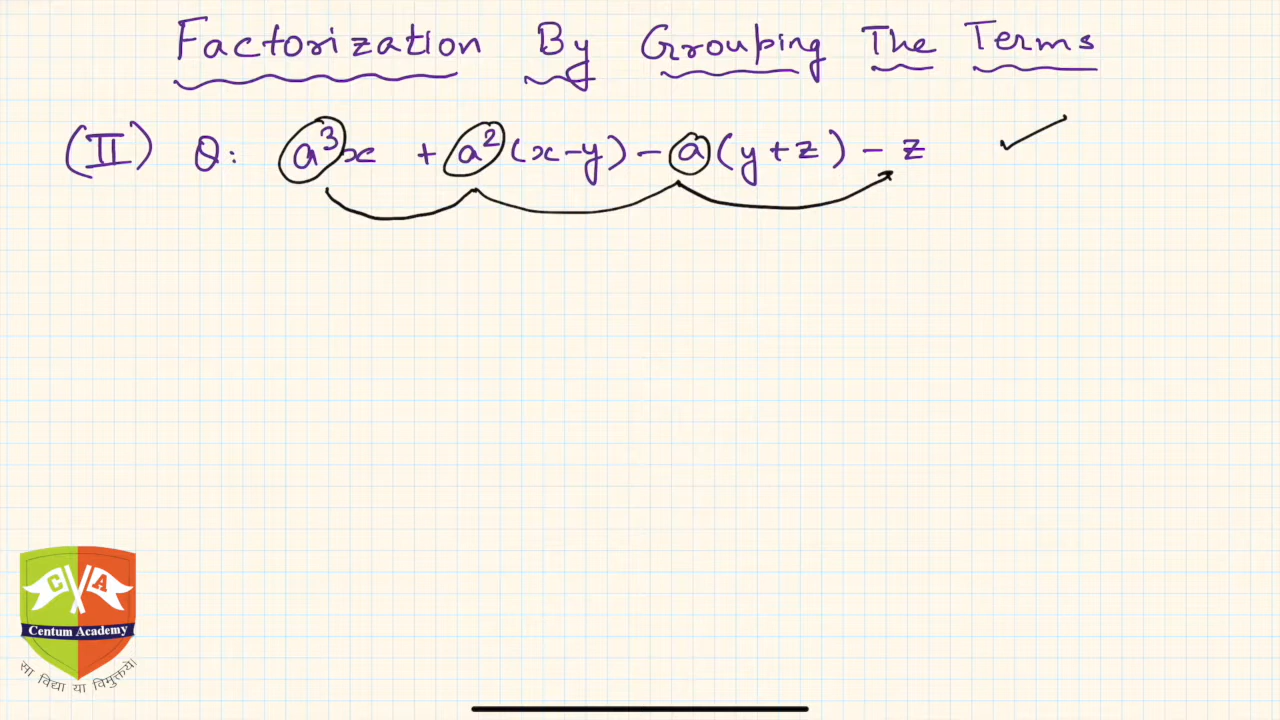 Factorization By Grouping The Terms
(II) Q: a³x + a²(x-y) - a(y+z) - z
C A
Centum Academy
सा विद्या या विमुक्तये।